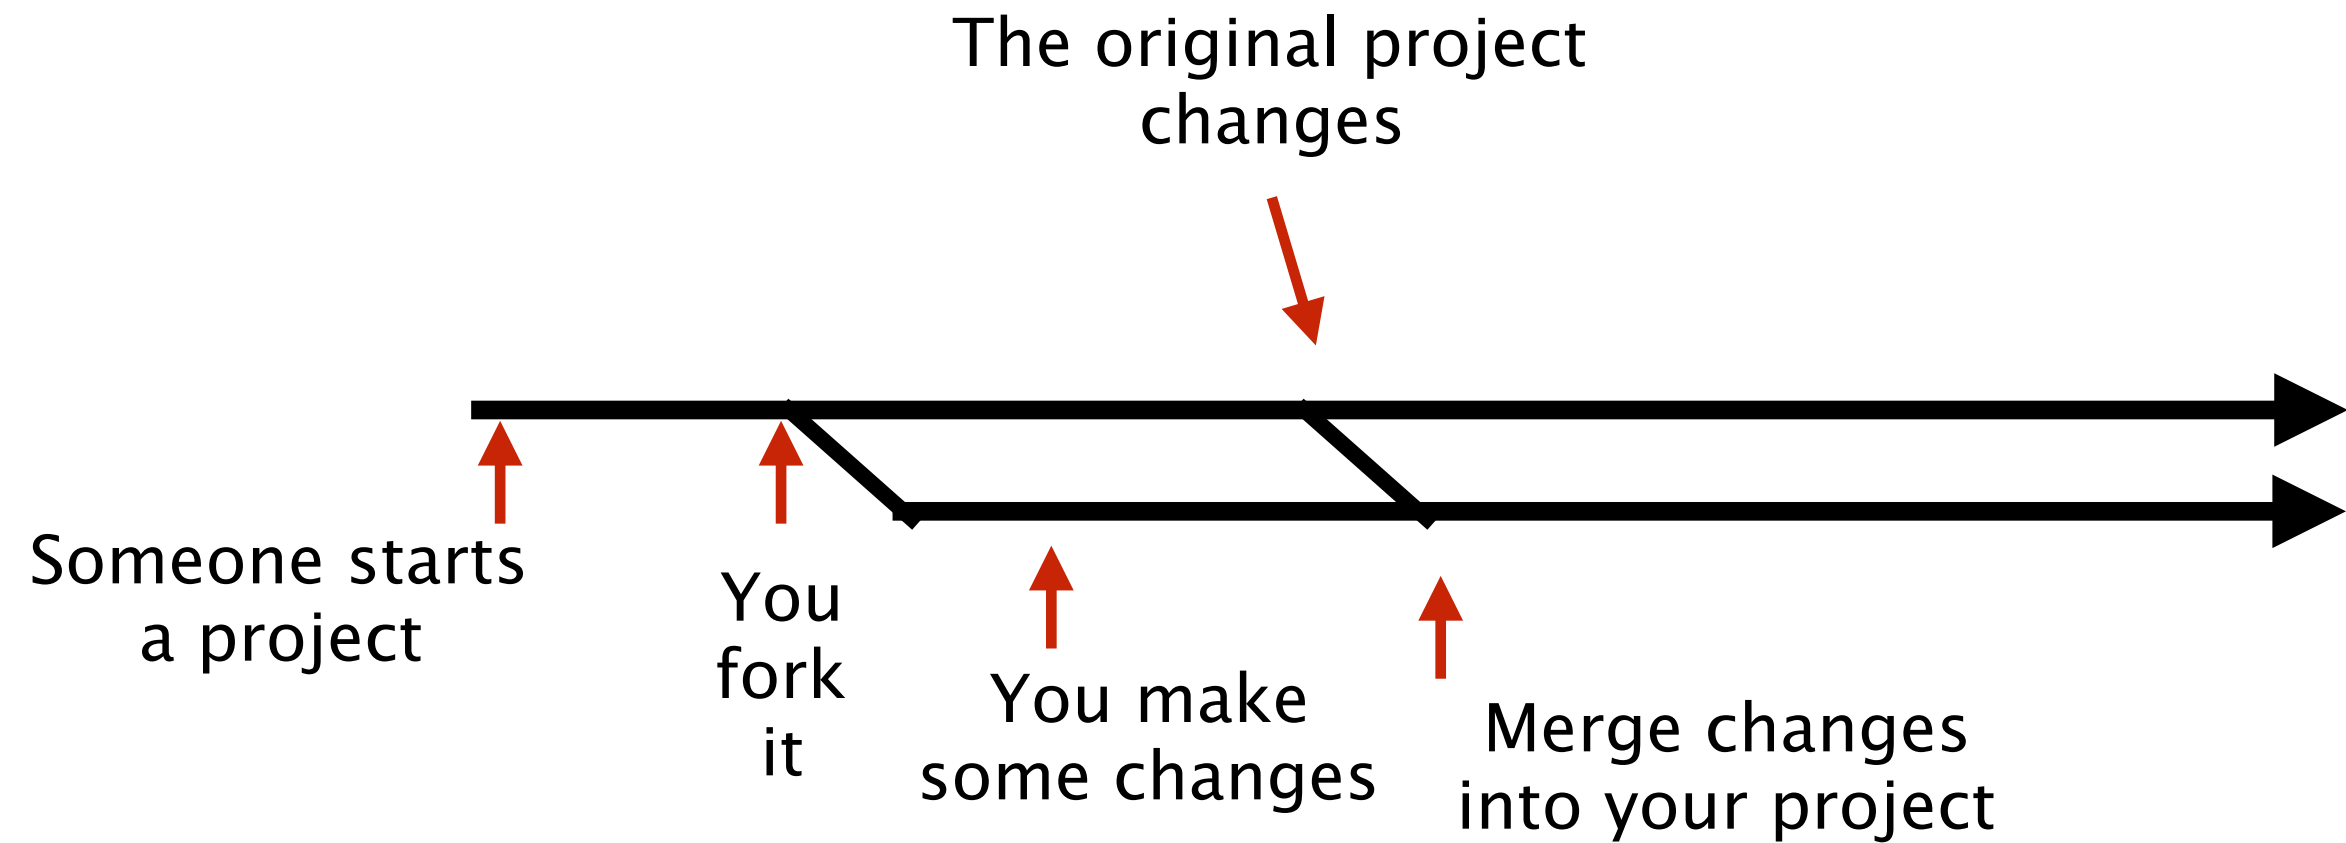 The original project
changes
Someone starts
a project
You
fork
it
You make
some changes
Merge changes
into your project